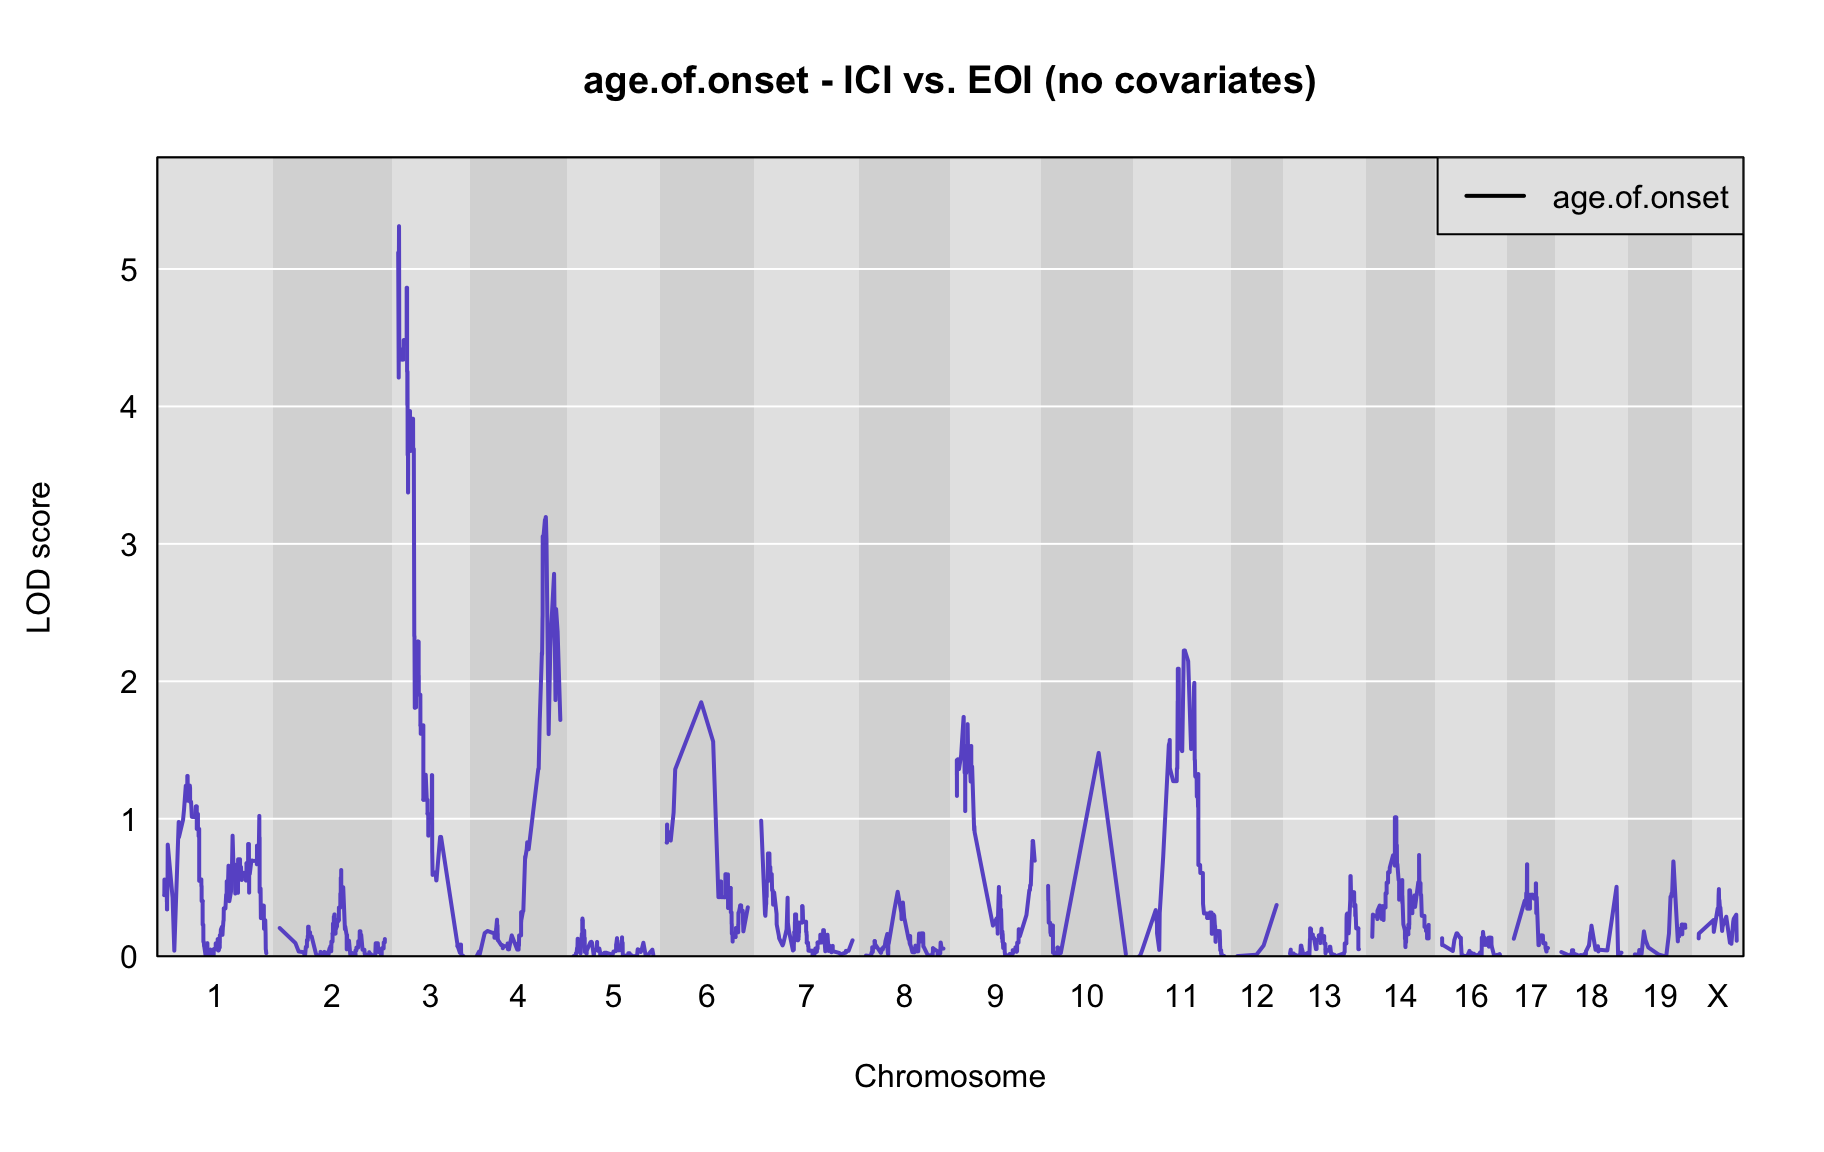 age.of.onset - ICI vs. EOI (no covariates)
age.of.onset
5
4
3
2
1
0
LOD score
1 2 3 4 5 6 7 8 9 10 11 12 13 14 16 17 18 19 X
Chromosome